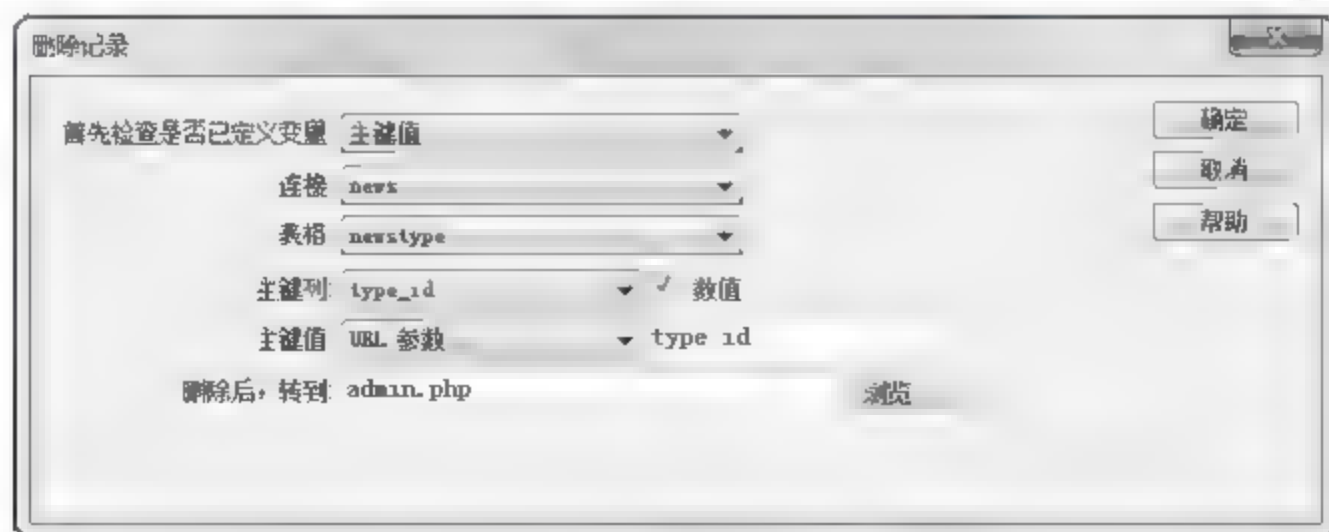 删除记录
首先检查是否已定义变量 主键值 确定
连接 news 取消
表格 newstype 帮助
主键列: type_id 数值
主键值 URL 参数 type_id
删除后，转到: admin.php 浏览